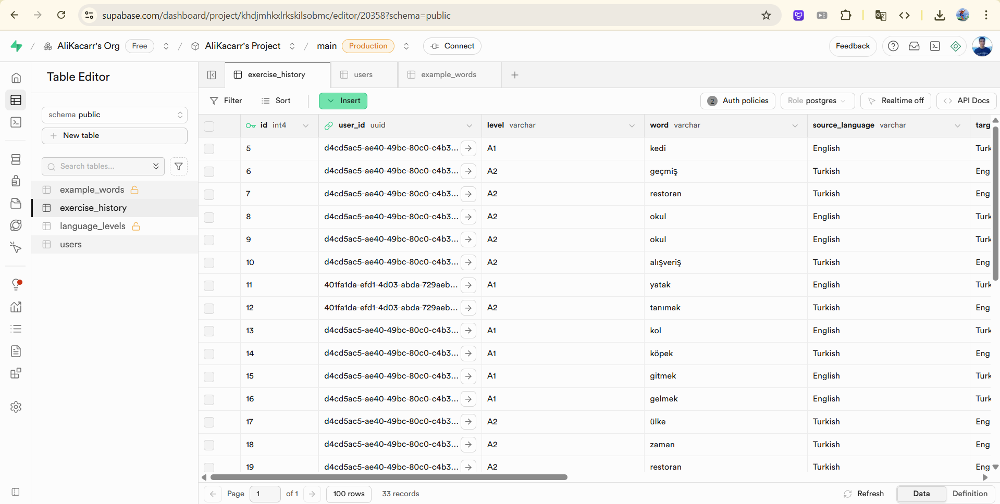 supabase.com/dashboard/project/khdjmhkxlrkskilsobmc/editor/20358?schema=public
/ AliKacarr's Org Free / AliKacarr's Project / main Production Connect Feedback
Table Editor
schema public
New table
Search tables...
example_words
exercise_history
language_levels
users
exercise_history users example_words
Filter Sort Insert 2 Auth policies Role postgres Realtime off API Docs
id int4 user_id uuid level varchar word varchar source_language varchar targ
5 d4cd5ac5-ae40-49bc-80c0-c4b3... A1 kedi English Turk
6 d4cd5ac5-ae40-49bc-80c0-c4b3... A2 geçmiş Turkish Eng
7 d4cd5ac5-ae40-49bc-80c0-c4b3... A2 restoran Turkish Eng
8 d4cd5ac5-ae40-49bc-80c0-c4b3... A2 okul English Turk
9 d4cd5ac5-ae40-49bc-80c0-c4b3... A2 okul English Turk
10 d4cd5ac5-ae40-49bc-80c0-c4b3... A2 alışveriş Turkish Eng
11 401fa1da-efd1-4d03-abda-729aeb... A1 yatak English Turk
12 401fa1da-efd1-4d03-abda-729aeb... A2 tanımak Turkish Eng
13 d4cd5ac5-ae40-49bc-80c0-c4b3... A1 kol English Turk
14 d4cd5ac5-ae40-49bc-80c0-c4b3... A1 köpek Turkish Eng
15 d4cd5ac5-ae40-49bc-80c0-c4b3... A1 gitmek English Turk
16 d4cd5ac5-ae40-49bc-80c0-c4b3... A1 gelmek English Turk
17 d4cd5ac5-ae40-49bc-80c0-c4b3... A2 ülke Turkish Eng
18 d4cd5ac5-ae40-49bc-80c0-c4b3... A2 zaman Turkish Eng
19 d4cd5ac5-ae40-49bc-80c0-c4b3... A2 restoran Turkish Eng
Page 1 of 1 100 rows 33 records Refresh Data Definition